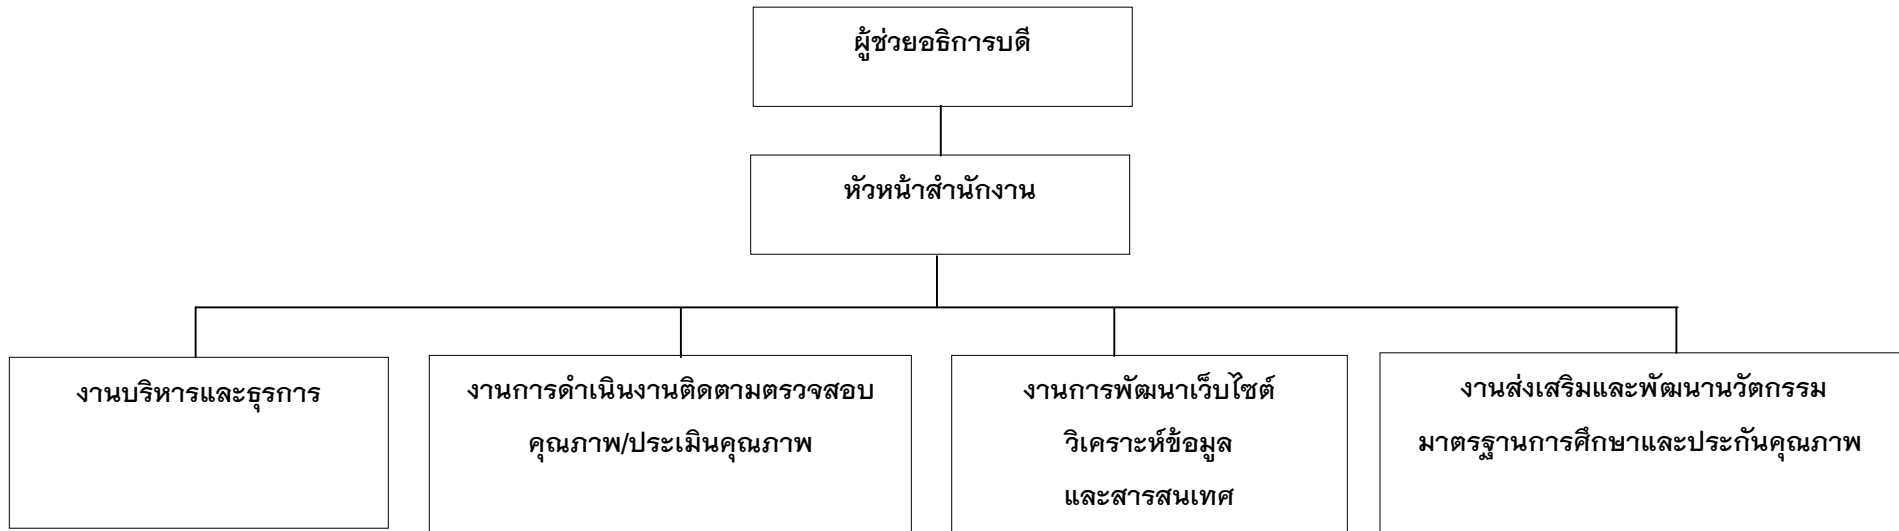 ผู้ช่วยอธิการบดี
หัวหน้าสำนักงาน
งานบริหารและธุรการ
งานการดำเนินงานติดตามตรวจสอบ
คุณภาพ/ประเมินคุณภาพ
งานการพัฒนาเว็บไซต์
วิเคราะห์ข้อมูล
และสารสนเทศ
งานส่งเสริมและพัฒนานวัตกรรม
มาตรฐานการศึกษาและประกันคุณภาพ